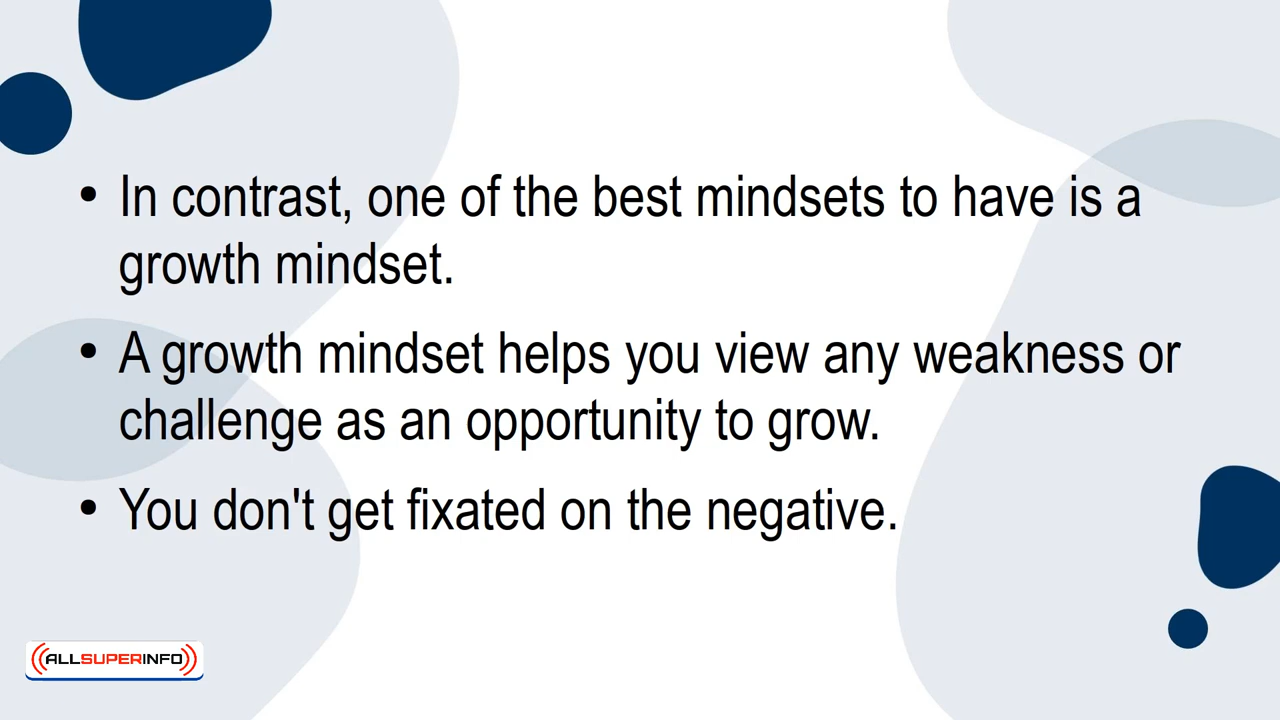 • In contrast, one of the best mindsets to have is a
growth mindset.
• A growth mindset helps you view any weakness or
challenge as an opportunity to grow.
• You don't get fixated on the negative.
ALLSUPERINFO